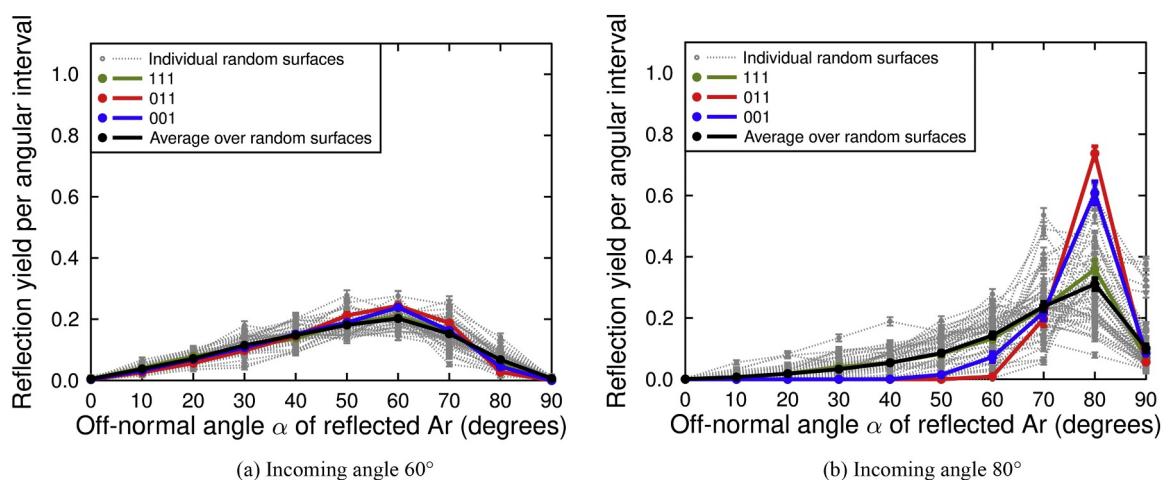 Reflection yield per angular interval
1.0
0.8
0.6
0.4
0.2
0.0
Individual random surfaces
111
011
001
Average over random surfaces
0 10 20 30 40 50 60 70 80 90
Off-normal angle α of reflected Ar (degrees)
(a) Incoming angle 60°
Reflection yield per angular interval
1.0
0.8
0.6
0.4
0.2
0.0
Individual random surfaces
111
011
001
Average over random surfaces
0 10 20 30 40 50 60 70 80 90
Off-normal angle α of reflected Ar (degrees)
(b) Incoming angle 80°